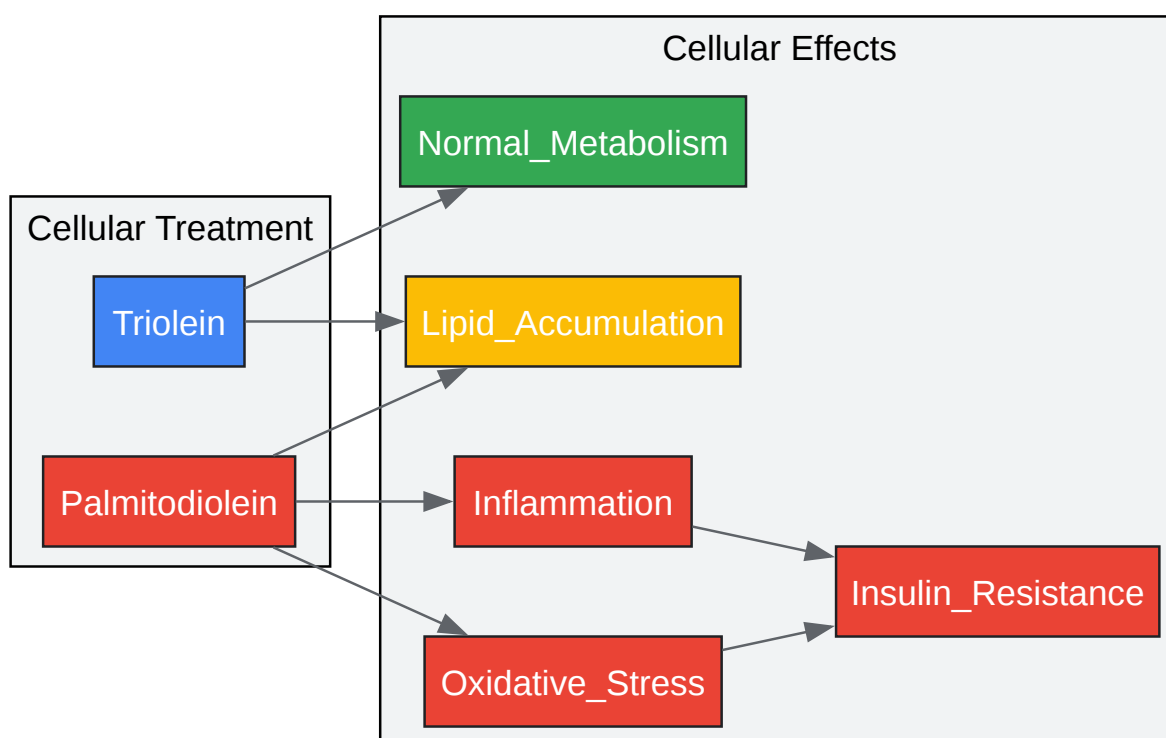 Cellular Effects
Normal_Metabolism
Cellular Treatment
Triolein
Lipid_Accumulation
Palmitodiolein
Inflammation
Insulin_Resistance
Oxidative_Stress